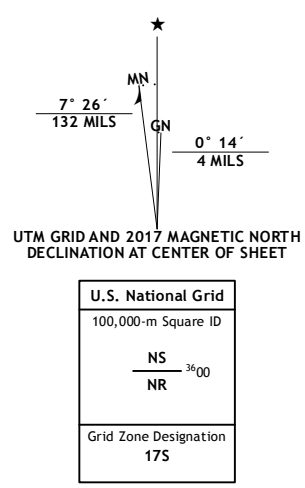 ★
MN
7° 26´
132 MILS
GN
0° 14´
4 MILS
UTM GRID AND 2017 MAGNETIC NORTH
DECLINATION AT CENTER OF SHEET
U.S. National Grid
100,000-m Square ID
NS
3600
NR
Grid Zone Designation
17S